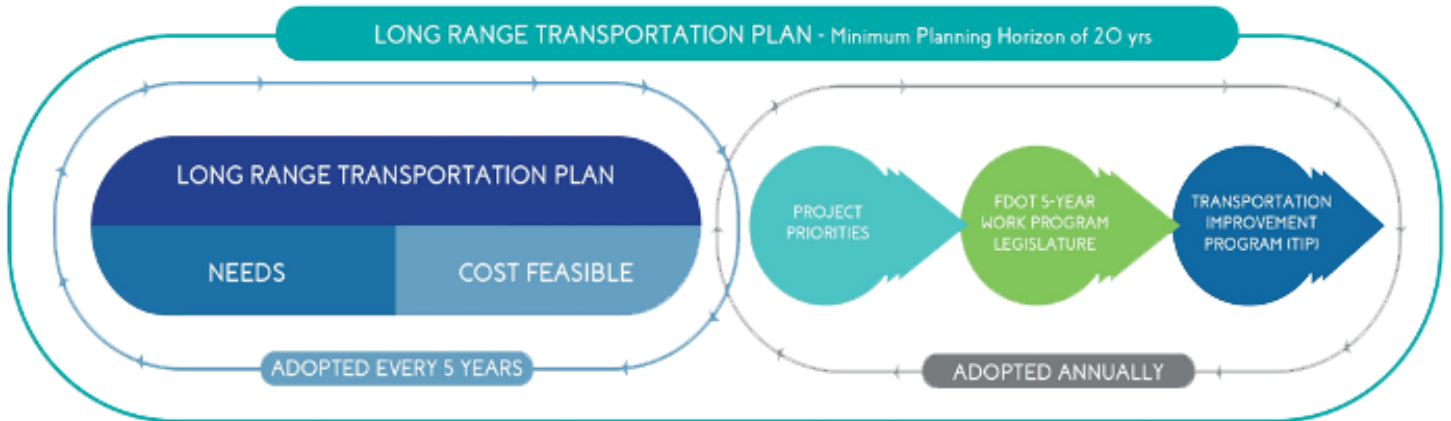 LONG RANGE TRANSPORTATION PLAN - Minimum Planning Horizon of 20 yrs
LONG RANGE TRANSPORTATION PLAN
NEEDS
COST FEASIBLE
ADOPTED EVERY 5 YEARS
PROJECT
PRIORITIES
FDOT 5-YEAR
WORK PROGRAM
LEGISLATURE
TRANSPORTATION
IMPROVEMENT
PROGRAM (TIP)
ADOPTED ANNUALLY